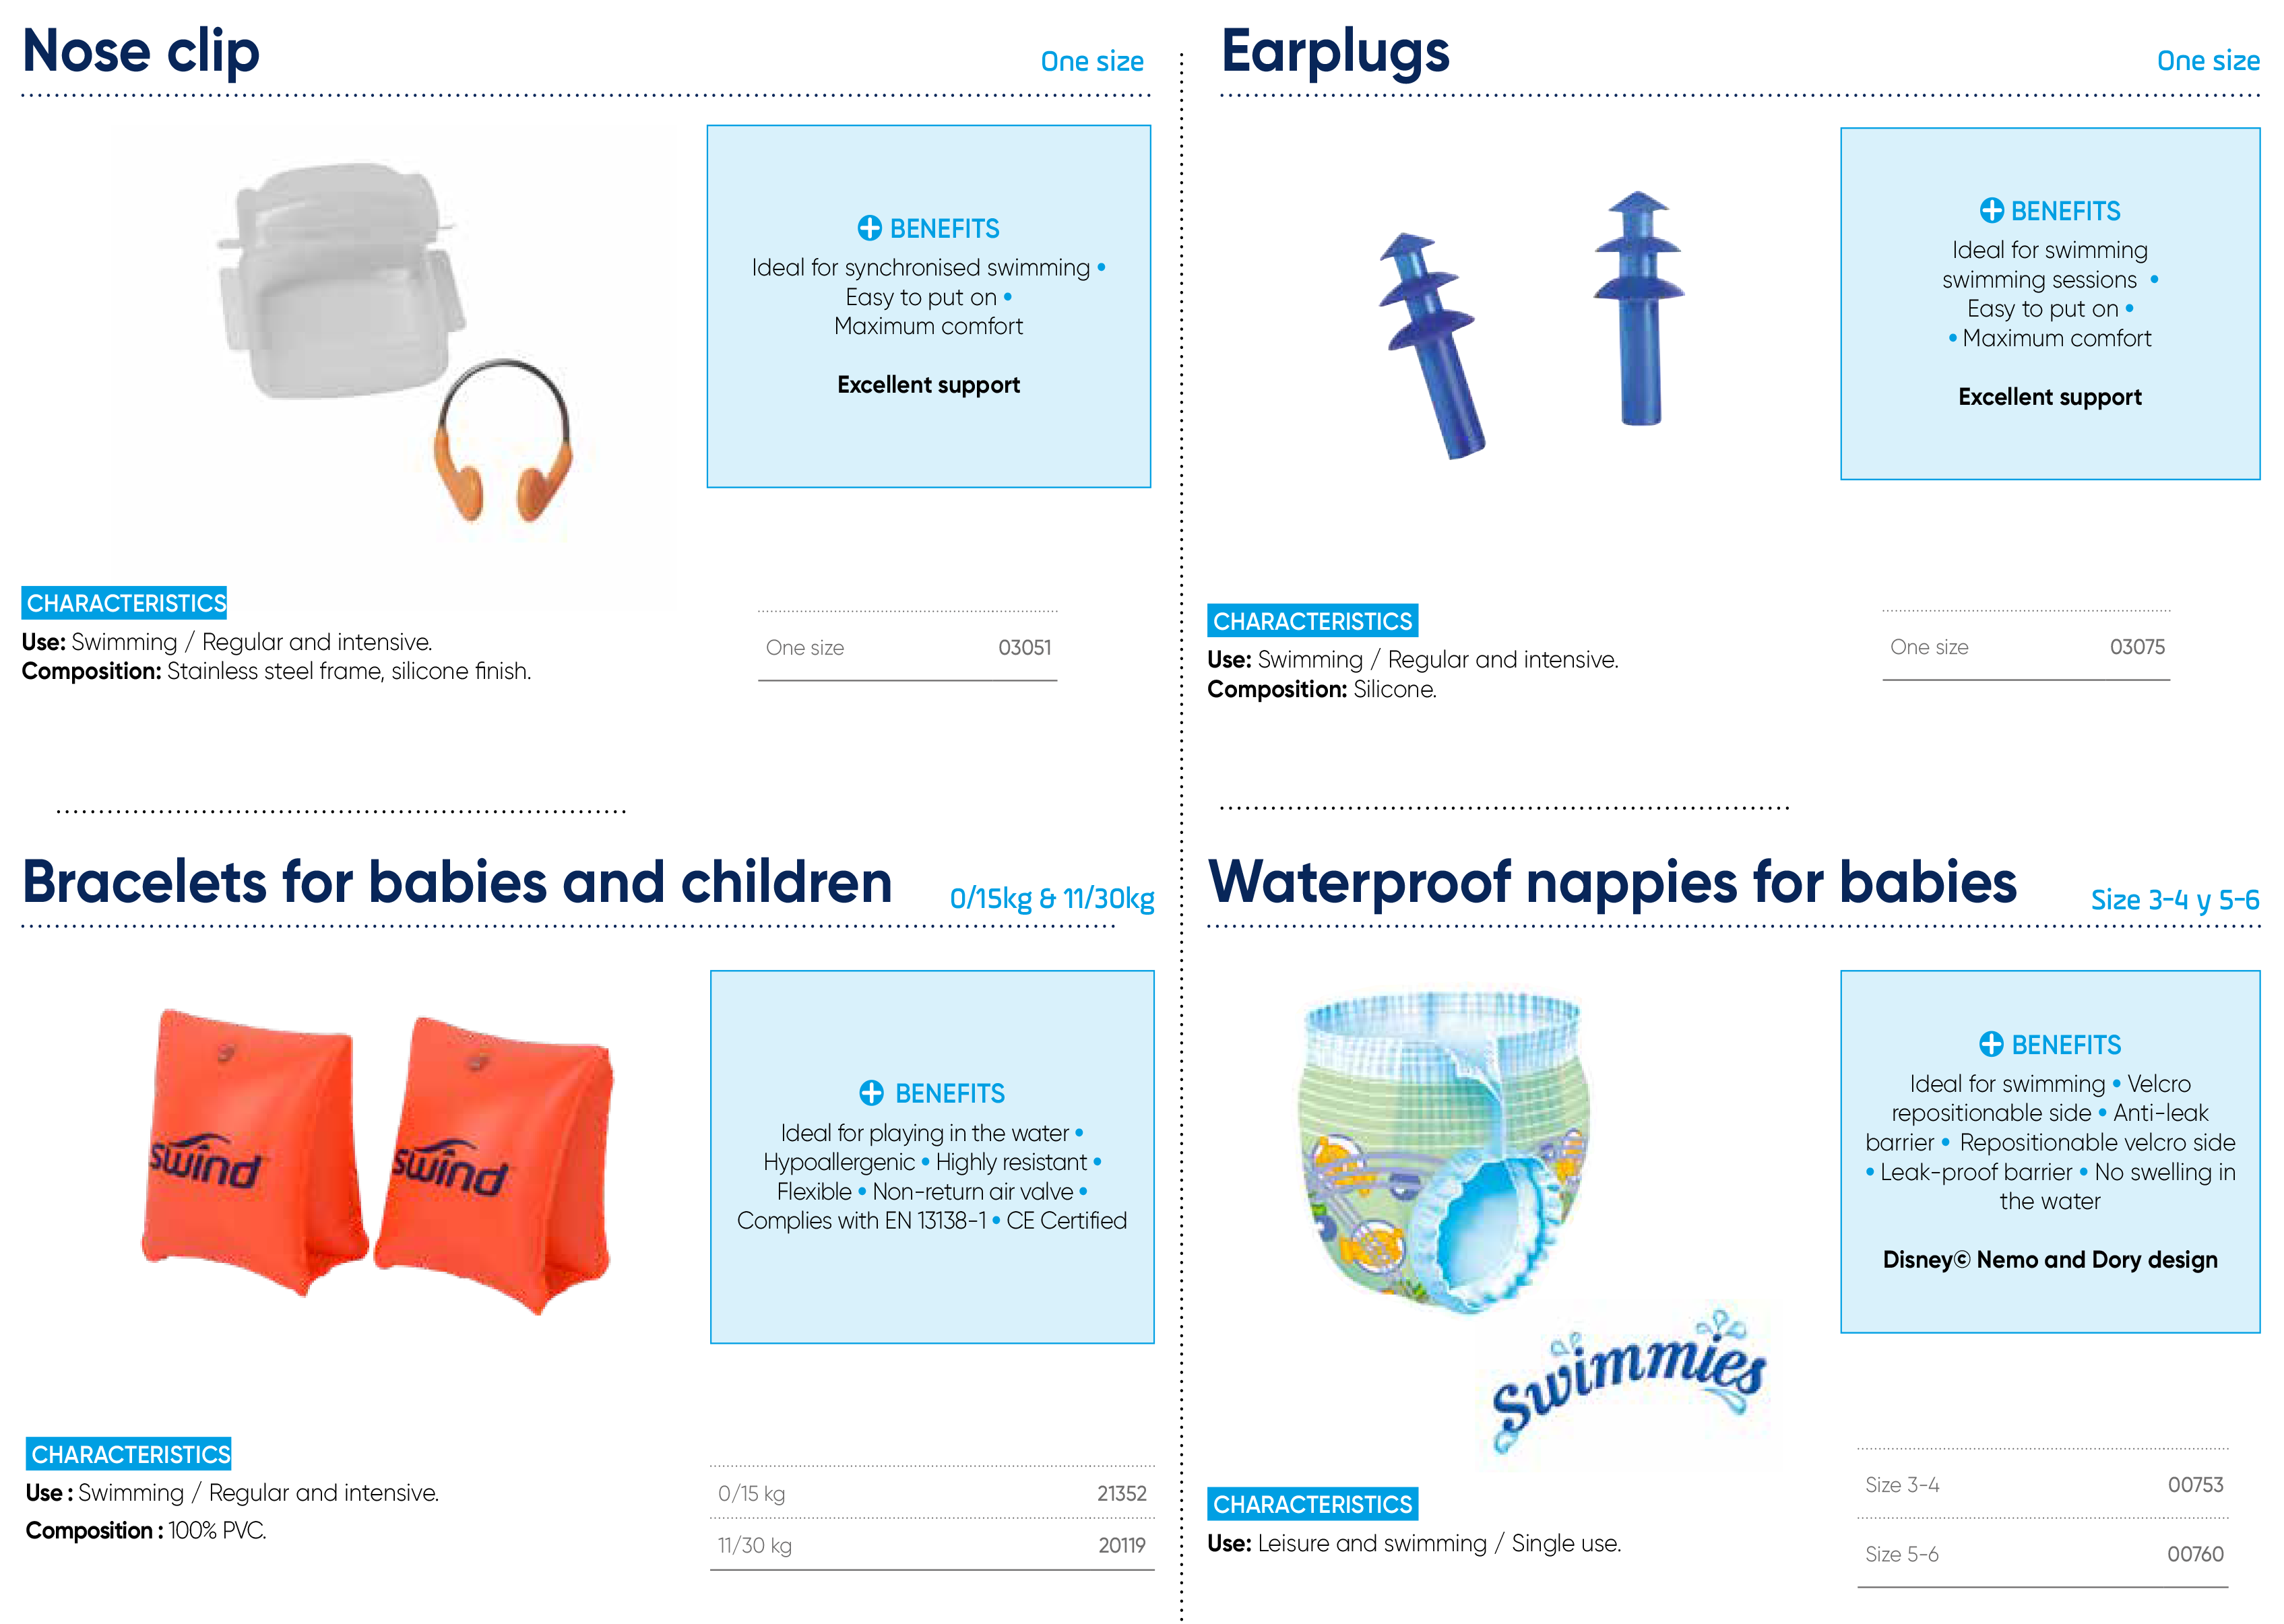 Nose clip
One size
BENEFITS
Ideal for synchronised swimming •
Easy to put on •
Maximum comfort
Excellent support
CHARACTERISTICS
Use: Swimming / Regular and intensive.
Composition: Stainless steel frame, silicone finish.
One size 03051
Earplugs
One size
BENEFITS
Ideal for swimming
swimming sessions •
Easy to put on •
• Maximum comfort
Excellent support
CHARACTERISTICS
Use: Swimming / Regular and intensive.
Composition: Silicone.
One size 03075
Bracelets for babies and children
0/15kg & 11/30kg
swind
swind
BENEFITS
Ideal for playing in the water •
Hypoallergenic • Highly resistant •
Flexible • Non-return air valve •
Complies with EN 13138-1 • CE Certified
CHARACTERISTICS
Use : Swimming / Regular and intensive.
Composition : 100% PVC.
0/15 kg 21352
11/30 kg 20119
Waterproof nappies for babies
Size 3-4 y 5-6
BENEFITS
Ideal for swimming • Velcro
repositionable side • Anti-leak
barrier • Repositionable velcro side
• Leak-proof barrier • No swelling in
the water
Disney© Nemo and Dory design
Swimmies
CHARACTERISTICS
Use: Leisure and swimming / Single use.
Size 3-4 00753
Size 5-6 00760